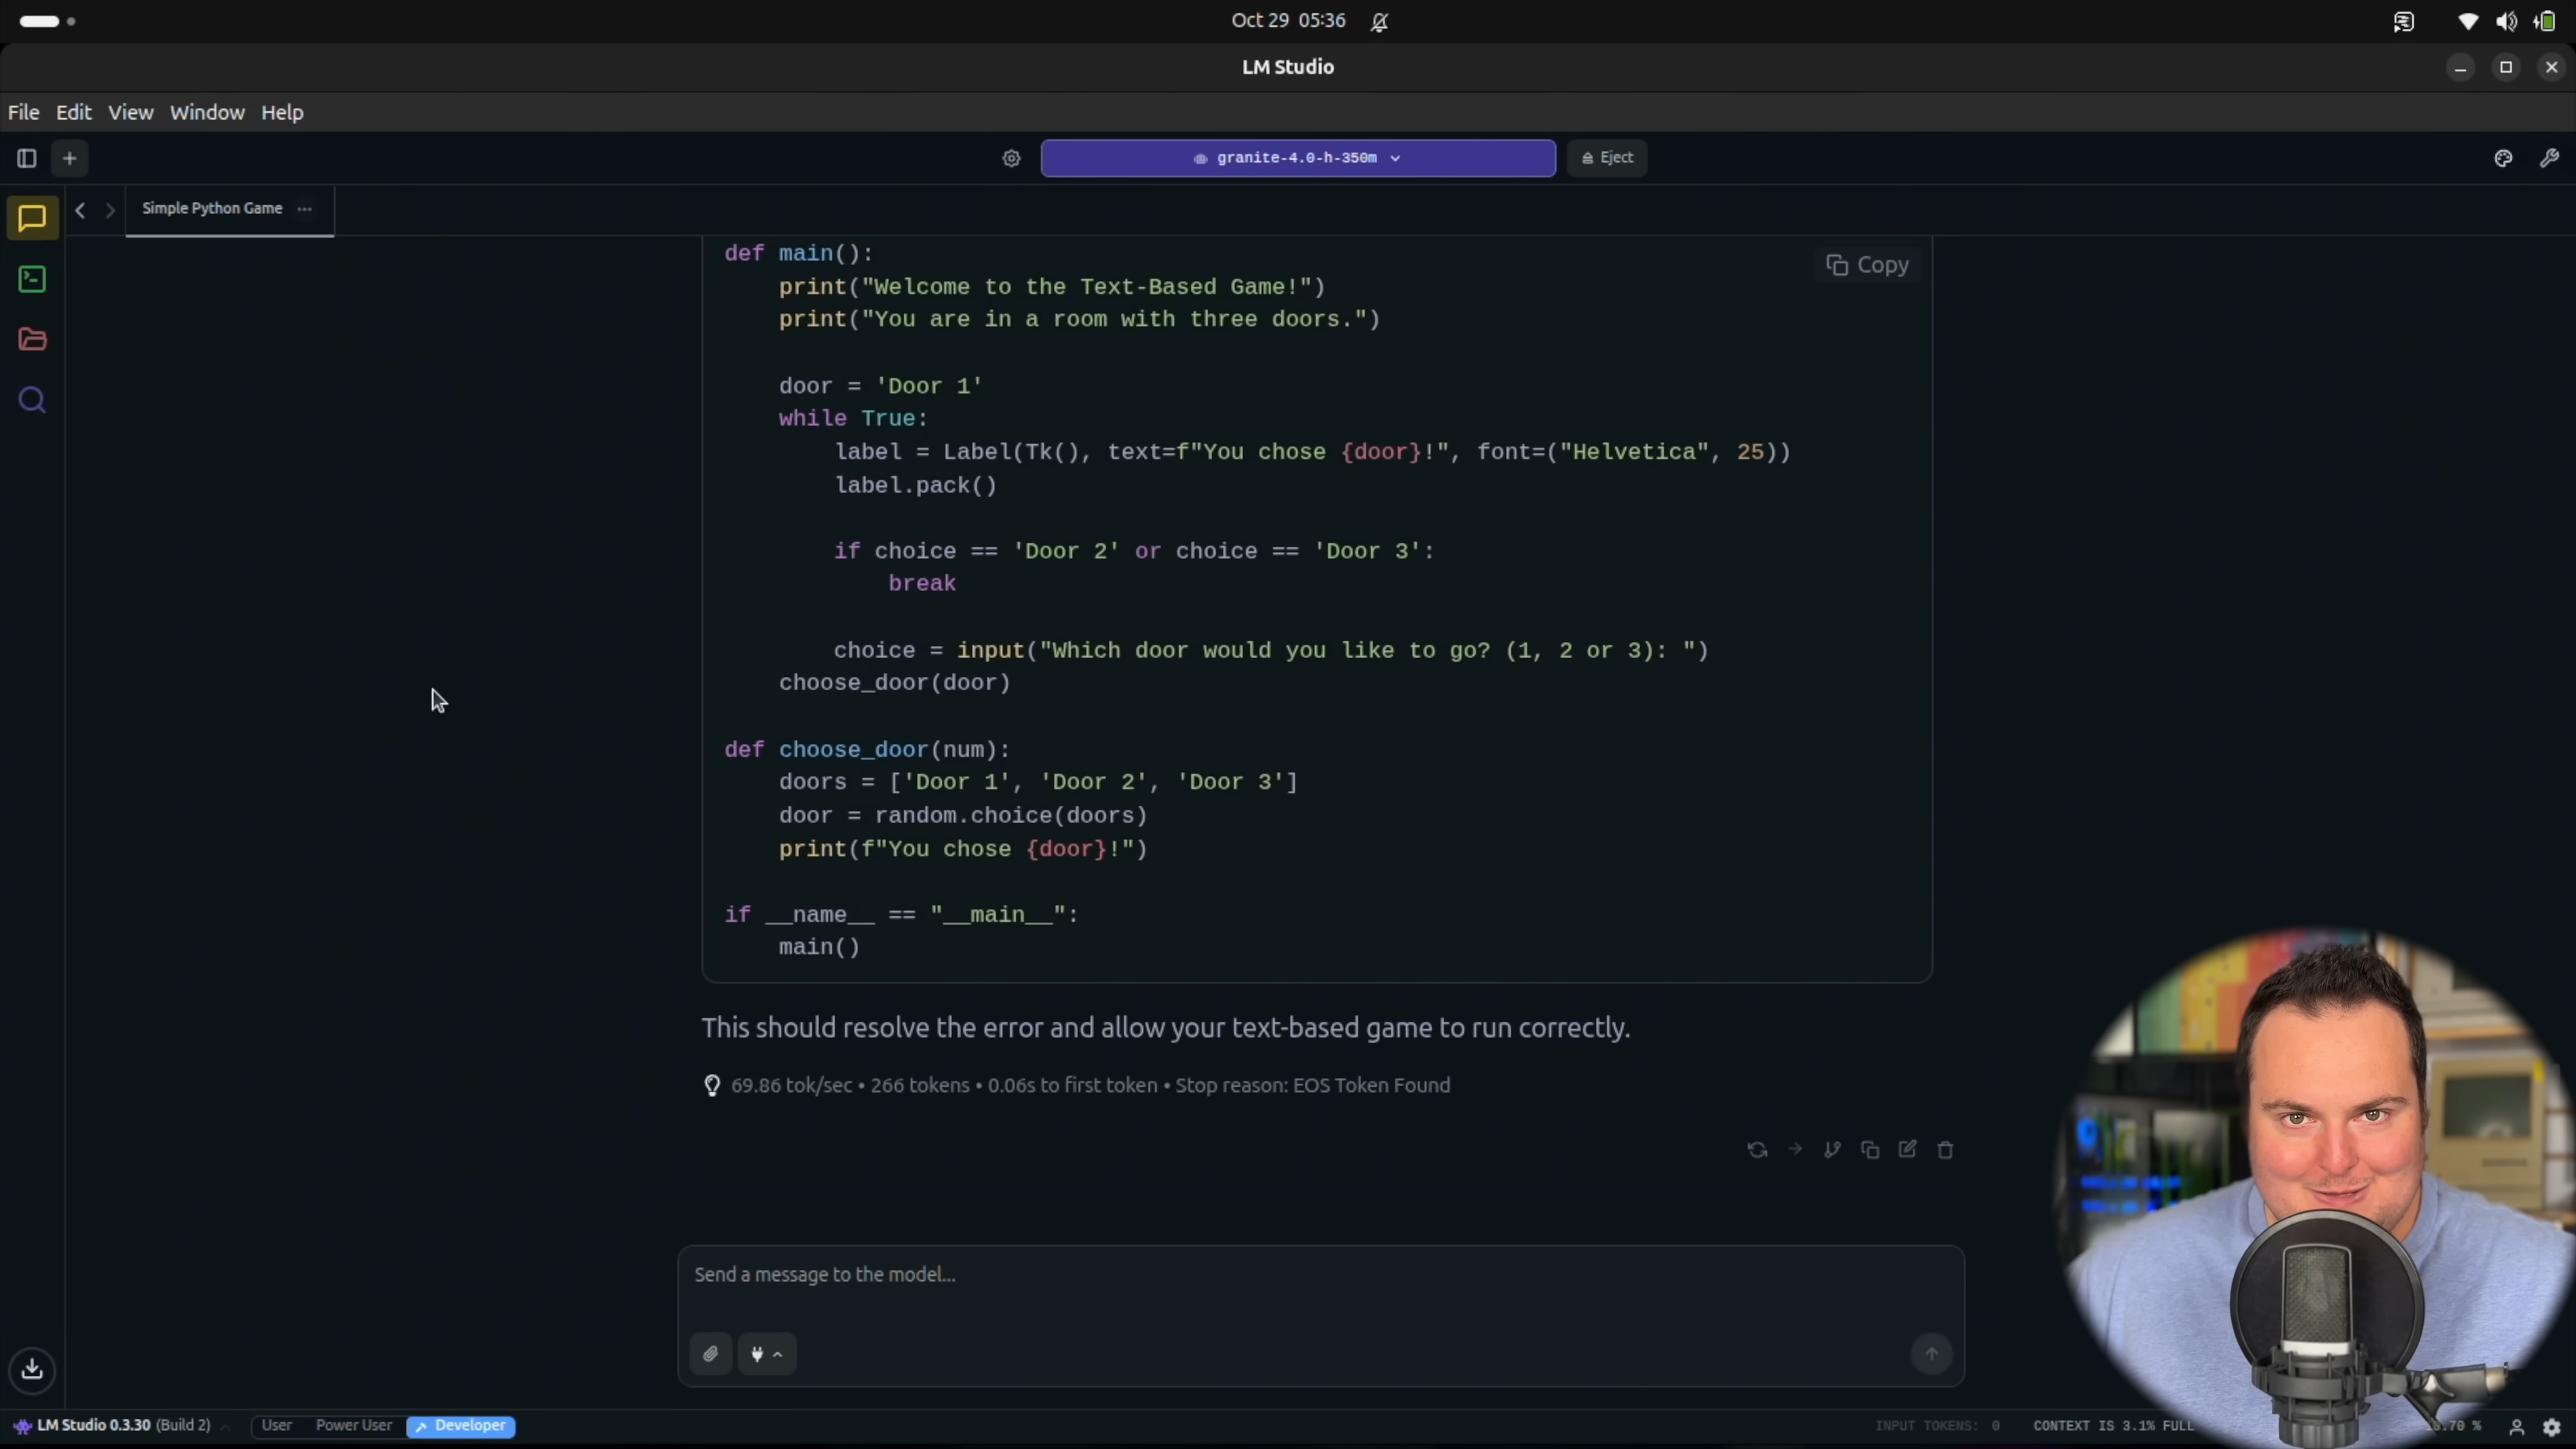 Oct 29 05:36
LM Studio
File Edit View Window Help
granite-4.0-h-350m
Eject
Simple Python Game
Copy
def main():
    print("Welcome to the Text-Based Game!")
    print("You are in a room with three doors.")
    door = 'Door 1'
    while True:
        label = Label(Tk(), text=f"You chose {door}!", font=("Helvetica", 25))
        label.pack()
        if choice == 'Door 2' or choice == 'Door 3':
            break
        choice = input("Which door would you like to go? (1, 2 or 3): ")
    choose_door(door)
def choose_door(num):
    doors = ['Door 1', 'Door 2', 'Door 3']
    door = random.choice(doors)
    print(f"You chose {door}!")
if __name__ == "__main__":
    main()
This should resolve the error and allow your text-based game to run correctly.
69.86 tok/sec • 266 tokens • 0.06s to first token • Stop reason: EOS Token Found
Send a message to the model...
LM Studio 0.3.30 (Build 2) User Power User Developer INPUT TOKENS: 0 CONTEXT IS 3.1% FULL